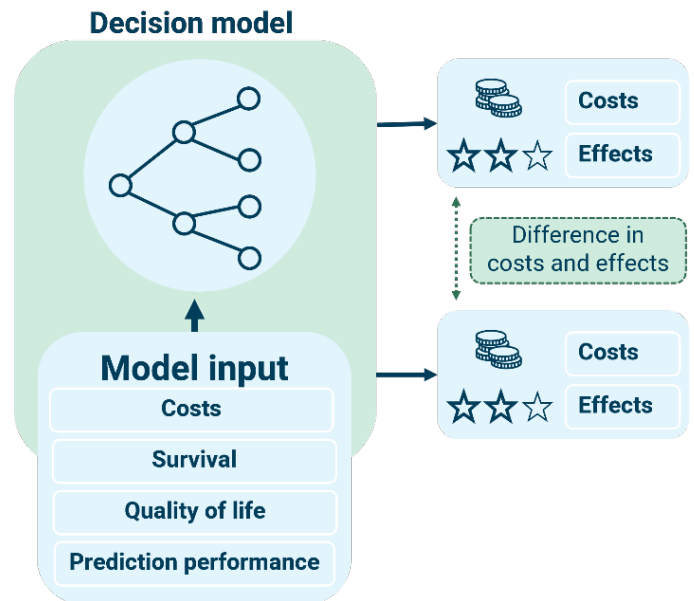 Decision model
Costs
Effects
Difference in
costs and effects
Model input
Costs
Survival
Quality of life
Prediction performance
Costs
Effects